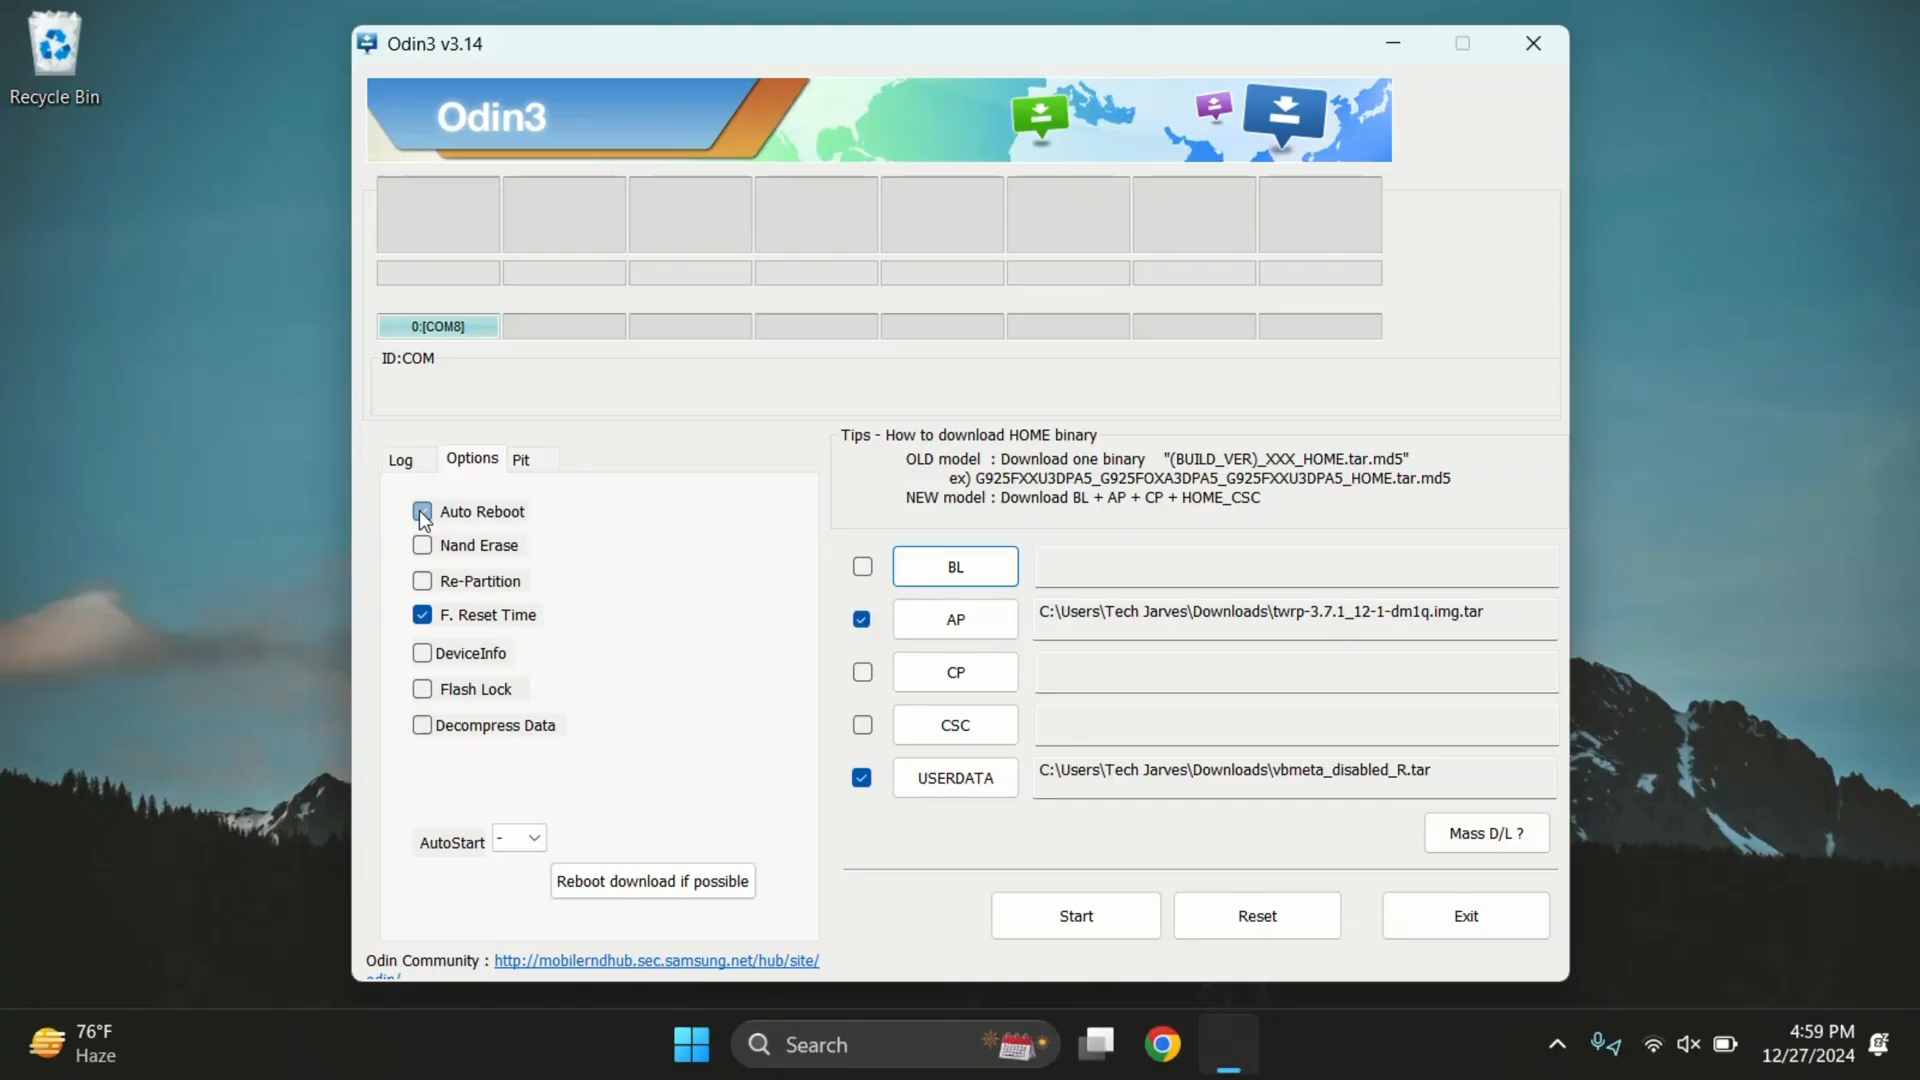 Recycle Bin
Odin3 v3.14
Odin3
0:[COM8]
ID:COM
Log
Options
Pit
Auto Reboot
Nand Erase
Re-Partition
F. Reset Time
DeviceInfo
Flash Lock
Decompress Data
AutoStart
-
Reboot download if possible
Odin Community : http://mobilerndhub.sec.samsung.net/hub/site/
odin/
Tips - How to download HOME binary
OLD model : Download one binary "(BUILD_VER)_XXX_HOME.tar.md5"
ex) G925FXXU3DPA5_G925FOXA3DPA5_G925FXXU3DPA5_HOME.tar.md5
NEW model : Download BL + AP + CP + HOME_CSC
BL
AP
C:\Users\Tech Jarves\Downloads\twrp-3.7.1_12-1-dm1q.img.tar
CP
CSC
USERDATA
C:\Users\Tech Jarves\Downloads\vbmeta_disabled_R.tar
Mass D/L ?
Start
Reset
Exit
76°F
Haze
Search
4:59 PM
12/27/2024